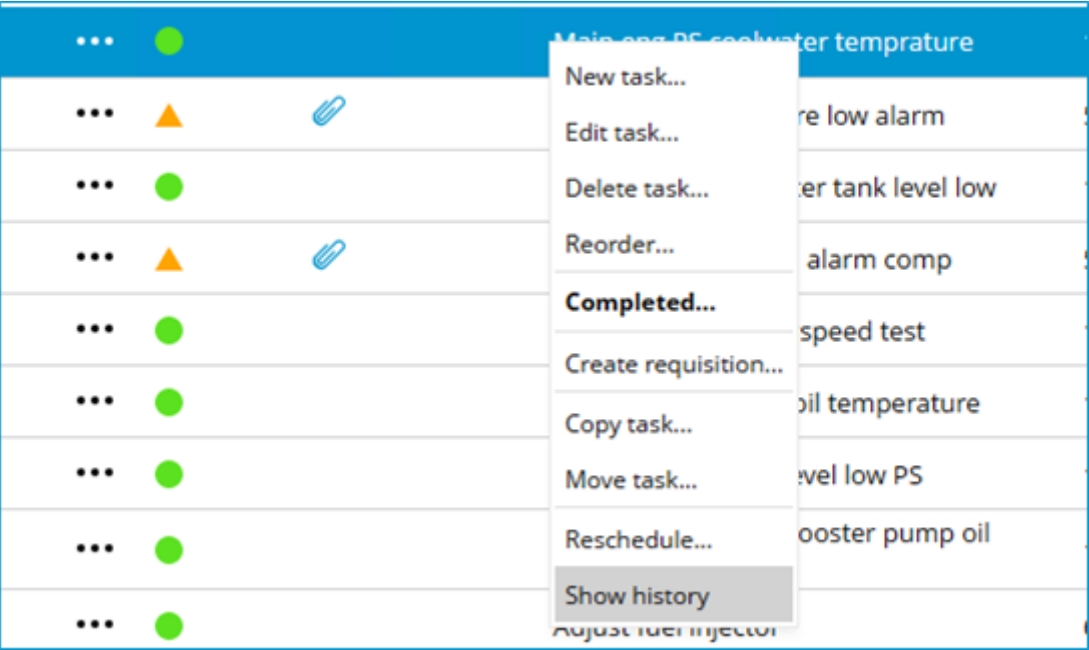 Main eng PS coolwater temprature
New task...
re low alarm
Edit task...
Delete task...
ter tank level low
Reorder...
alarm comp
Completed...
speed test
Create requisition...
oil temperature
Copy task...
Move task...
evel low PS
Reschedule...
ooster pump oil
Show history
Adjust fuel injector